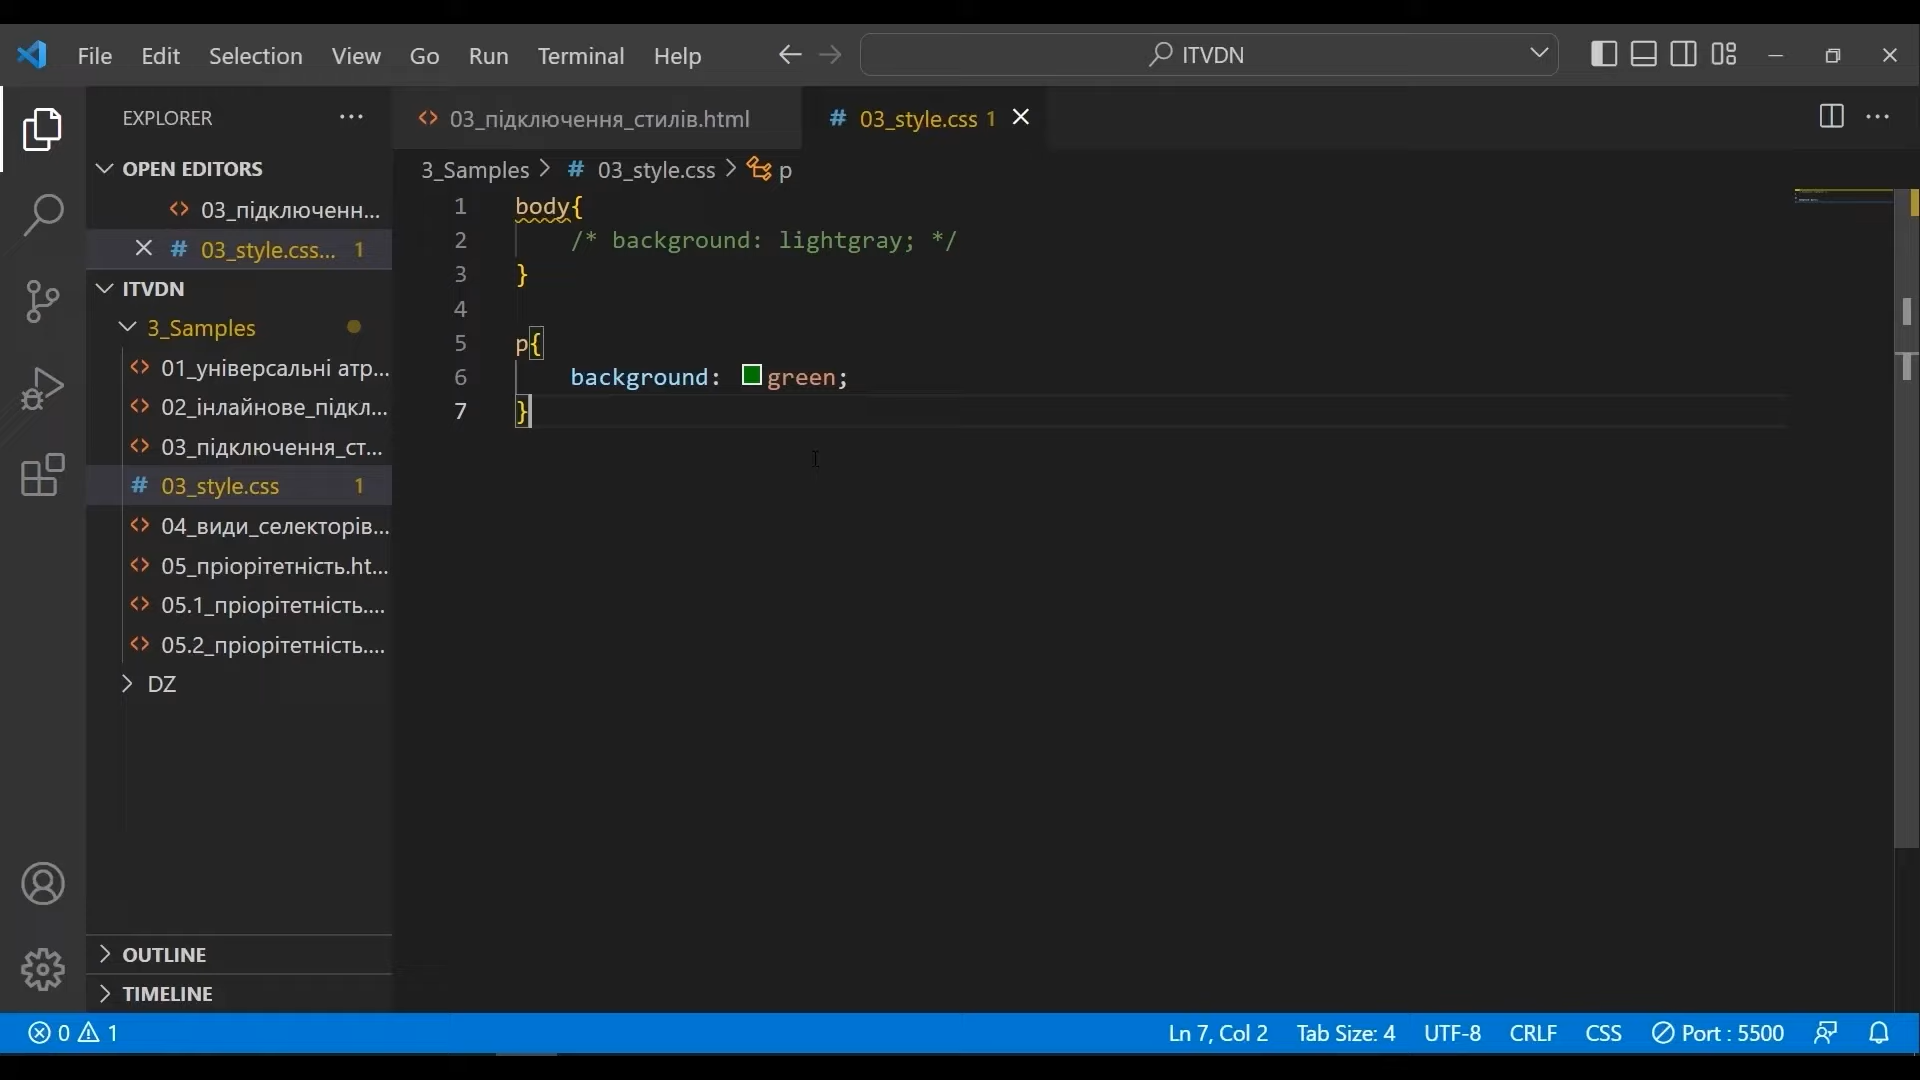 File Edit Selection View Go Run Terminal Help ITVDN
EXPLORER
OPEN EDITORS
03_підключенн...
03_style.css... 1
ITVDN
3_Samples
01_універсальні атр...
02_інлайнове_підкл...
03_підключення_ст...
03_style.css 1
04_види_селекторів...
05_пріорітетність.ht...
05.1_пріорітетність....
05.2_пріорітетність....
DZ
OUTLINE
TIMELINE
03_підключення_стилів.html
03_style.css 1
3_Samples > # 03_style.css > p
1 body{
2 /* background: lightgray; */
3 }
4
5 p{
6 background: green;
7 }
0 1 Ln 7, Col 2 Tab Size: 4 UTF-8 CRLF CSS Port : 5500